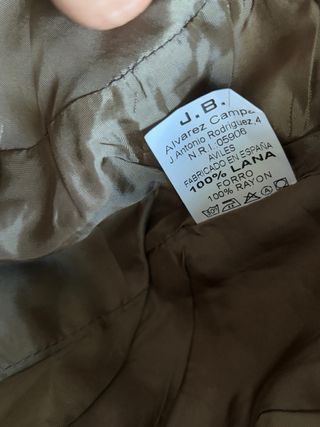 J.B.
Alvarez Campa
J Antonio Rodriguez,4
N.R.I. 05906
AVILES
FABRICADO EN ESPAÑA
100% LANA
FORRO
100% RAYON